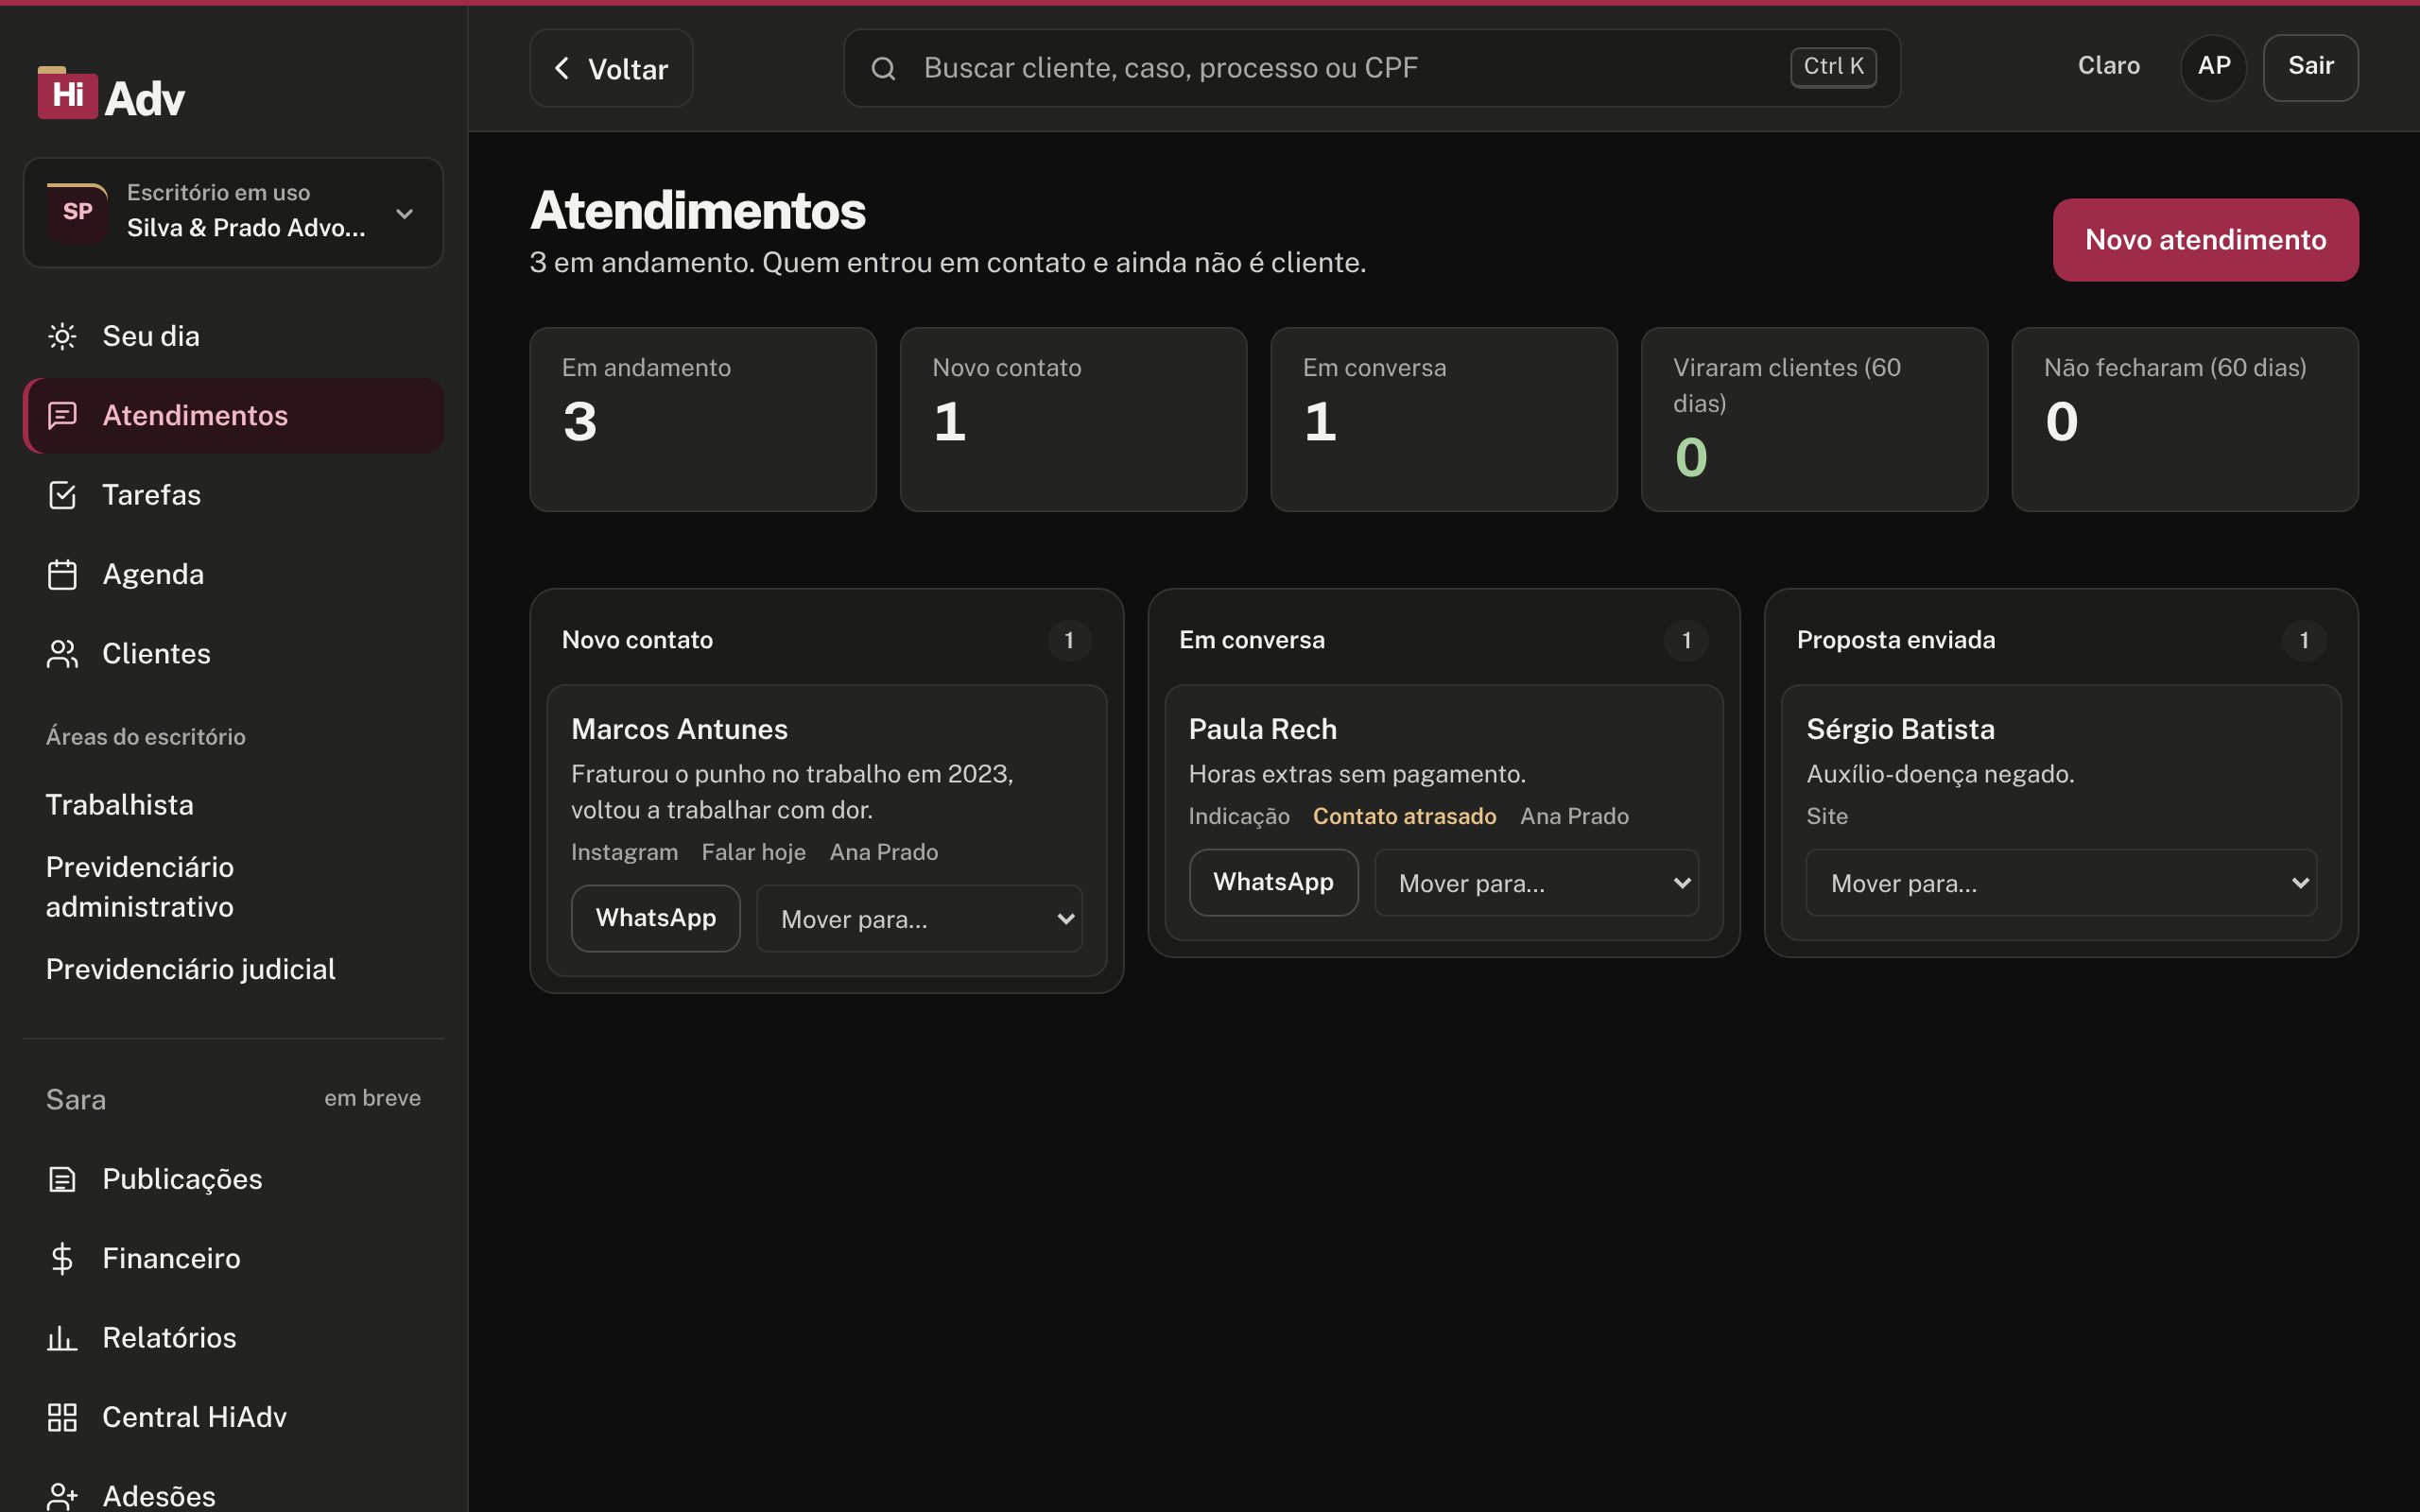 Hi Adv
Escritório em uso
SP
Silva & Prado Advo...
Seu dia
Atendimentos
Tarefas
Agenda
Clientes
Áreas do escritório
Trabalhista
Previdenciário
administrativo
Previdenciário judicial
Sara
em breve
Publicações
Financeiro
Relatórios
Central HiAdv
Adesões
Voltar
Buscar cliente, caso, processo ou CPF
Ctrl K
Claro
AP
Sair
Atendimentos
3 em andamento. Quem entrou em contato e ainda não é cliente.
Novo atendimento
Em andamento
3
Novo contato
1
Em conversa
1
Viraram clientes (60
dias)
0
Não fecharam (60 dias)
0
Novo contato
1
Marcos Antunes
Fraturou o punho no trabalho em 2023,
voltou a trabalhar com dor.
Instagram Falar hoje Ana Prado
WhatsApp
Mover para...
Em conversa
1
Paula Rech
Horas extras sem pagamento.
Indicação Contato atrasado Ana Prado
WhatsApp
Mover para...
Proposta enviada
1
Sérgio Batista
Auxílio-doença negado.
Site
Mover para...